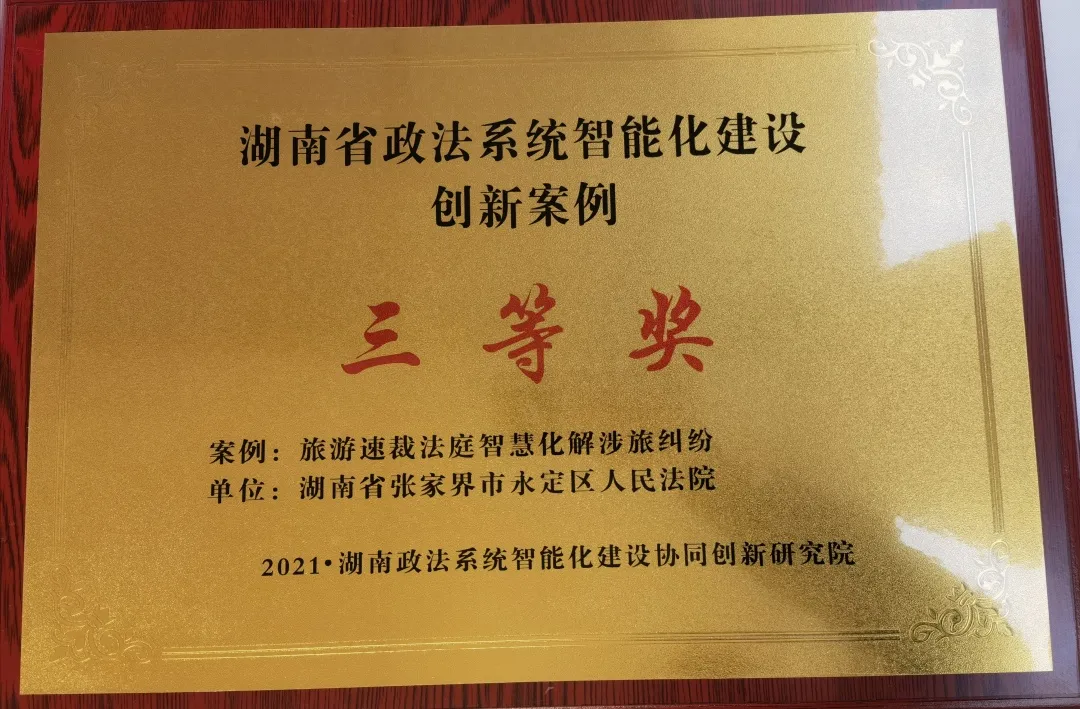 湖南省政法系统智能化建设
创新案例
三等奖
案例：旅游速裁法庭智慧化解涉旅纠纷
单位：湖南省张家界市永定区人民法院
2021·湖南政法系统智能化建设协同创新研究院